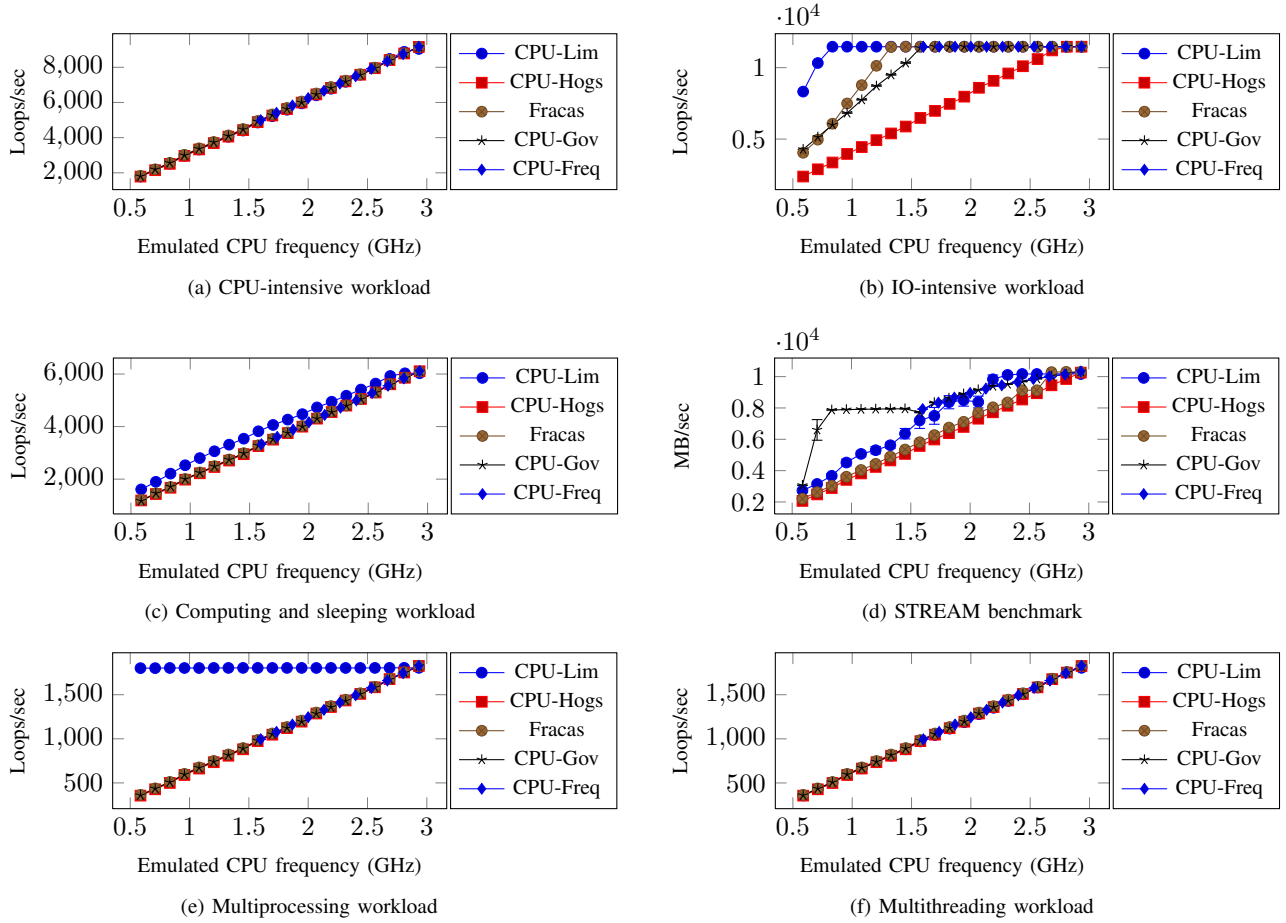 8,000
6,000
4,000
2,000
Loops/sec
0.5 1 1.5 2 2.5 3
Emulated CPU frequency (GHz)
CPU-Lim
CPU-Hogs
Fracas
CPU-Gov
CPU-Freq
(a) CPU-intensive workload
·10⁴
1
0.5
Loops/sec
0.5 1 1.5 2 2.5 3
Emulated CPU frequency (GHz)
CPU-Lim
CPU-Hogs
Fracas
CPU-Gov
CPU-Freq
(b) IO-intensive workload
6,000
4,000
2,000
Loops/sec
0.5 1 1.5 2 2.5 3
Emulated CPU frequency (GHz)
CPU-Lim
CPU-Hogs
Fracas
CPU-Gov
CPU-Freq
(c) Computing and sleeping workload
·10⁴
1
0.8
0.6
0.4
0.2
MB/sec
0.5 1 1.5 2 2.5 3
Emulated CPU frequency (GHz)
CPU-Lim
CPU-Hogs
Fracas
CPU-Gov
CPU-Freq
(d) STREAM benchmark
1,500
1,000
500
Loops/sec
0.5 1 1.5 2 2.5 3
Emulated CPU frequency (GHz)
CPU-Lim
CPU-Hogs
Fracas
CPU-Gov
CPU-Freq
(e) Multiprocessing workload
1,500
1,000
500
Loops/sec
0.5 1 1.5 2 2.5 3
Emulated CPU frequency (GHz)
CPU-Lim
CPU-Hogs
Fracas
CPU-Gov
CPU-Freq
(f) Multithreading workload